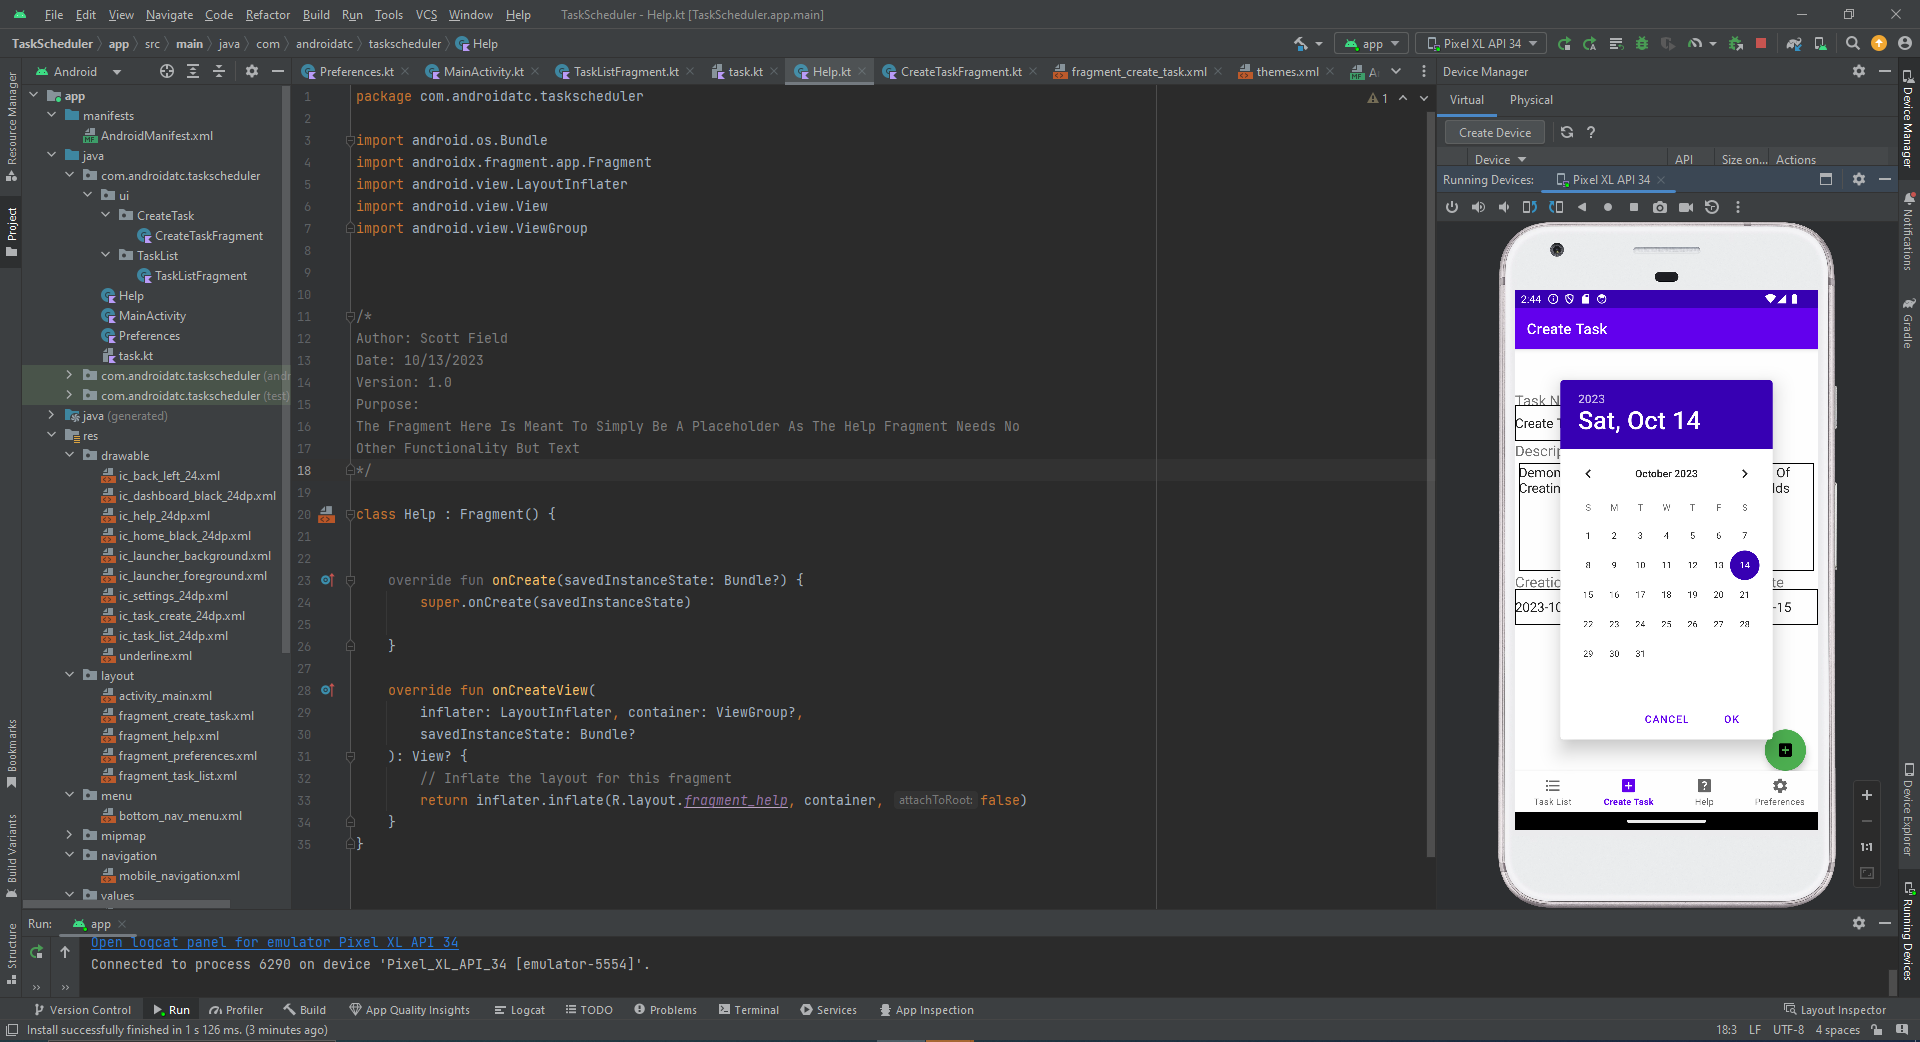 File Edit View Navigate Code Refactor Build Run Tools VCS Window Help TaskScheduler - Help.kt [TaskScheduler.app.main]
TaskScheduler app src main java com androidatc taskscheduler Help
app Pixel XL API 34
Android
Preferences.kt MainActivity.kt TaskListFragment.kt task.kt Help.kt CreateTaskFragment.kt fragment_create_task.xml themes.xml
Resource Manager
Project
Bookmarks
Build Variants
Structure
app
manifests
AndroidManifest.xml
java
com.androidatc.taskscheduler
ui
CreateTask
CreateTaskFragment
TaskList
TaskListFragment
Help
MainActivity
Preferences
task.kt
com.androidatc.taskscheduler (andr
com.androidatc.taskscheduler (test)
java (generated)
res
drawable
ic_back_left_24.xml
ic_dashboard_black_24dp.xml
ic_help_24dp.xml
ic_home_black_24dp.xml
ic_launcher_background.xml
ic_launcher_foreground.xml
ic_settings_24dp.xml
ic_task_create_24dp.xml
ic_task_list_24dp.xml
underline.xml
layout
activity_main.xml
fragment_create_task.xml
fragment_help.xml
fragment_preferences.xml
fragment_task_list.xml
menu
bottom_nav_menu.xml
mipmap
navigation
mobile_navigation.xml
values
1 package com.androidatc.taskscheduler
2
3 import android.os.Bundle
4 import androidx.fragment.app.Fragment
5 import android.view.LayoutInflater
6 import android.view.View
7 import android.view.ViewGroup
8
9
10
11 /*
12 Author: Scott Field
13 Date: 10/13/2023
14 Version: 1.0
15 Purpose:
16 The Fragment Here Is Meant To Simply Be A Placeholder As The Help Fragment Needs No
17 Other Functionality But Text
18 */
19
20 class Help : Fragment() {
21
22
23 override fun onCreate(savedInstanceState: Bundle?) {
24 super.onCreate(savedInstanceState)
25
26 }
27
28 override fun onCreateView(
29 inflater: LayoutInflater, container: ViewGroup?,
30 savedInstanceState: Bundle?
31 ): View? {
32 // Inflate the layout for this fragment
33 return inflater.inflate(R.layout.fragment_help, container, attachToRoot: false)
34 }
35 }
1
Device Manager
Virtual Physical
Create Device
?
Device API Size on... Actions
Running Devices: Pixel XL API 34
2:44
Create Task
Task N
Create T
Descrip
Demon Of
Creatin lds
Creatio te
2023-10 -15
2023
Sat, Oct 14
October 2023
S M T W T F S
1 2 3 4 5 6 7
8 9 10 11 12 13 14
15 16 17 18 19 20 21
22 23 24 25 26 27 28
29 30 31
CANCEL OK
Task List Create Task Help Preferences
1:1
Device Manager
Notifications
Gradle
Device Explorer
Running Devices
Run: app
Open logcat panel for emulator Pixel XL API 34
Connected to process 6290 on device 'Pixel_XL_API_34 [emulator-5554]'.
Version Control Run Profiler Build App Quality Insights Logcat TODO Problems Terminal Services App Inspection Layout Inspector
Install successfully finished in 1 s 126 ms. (3 minutes ago) 18:3 LF UTF-8 4 spaces